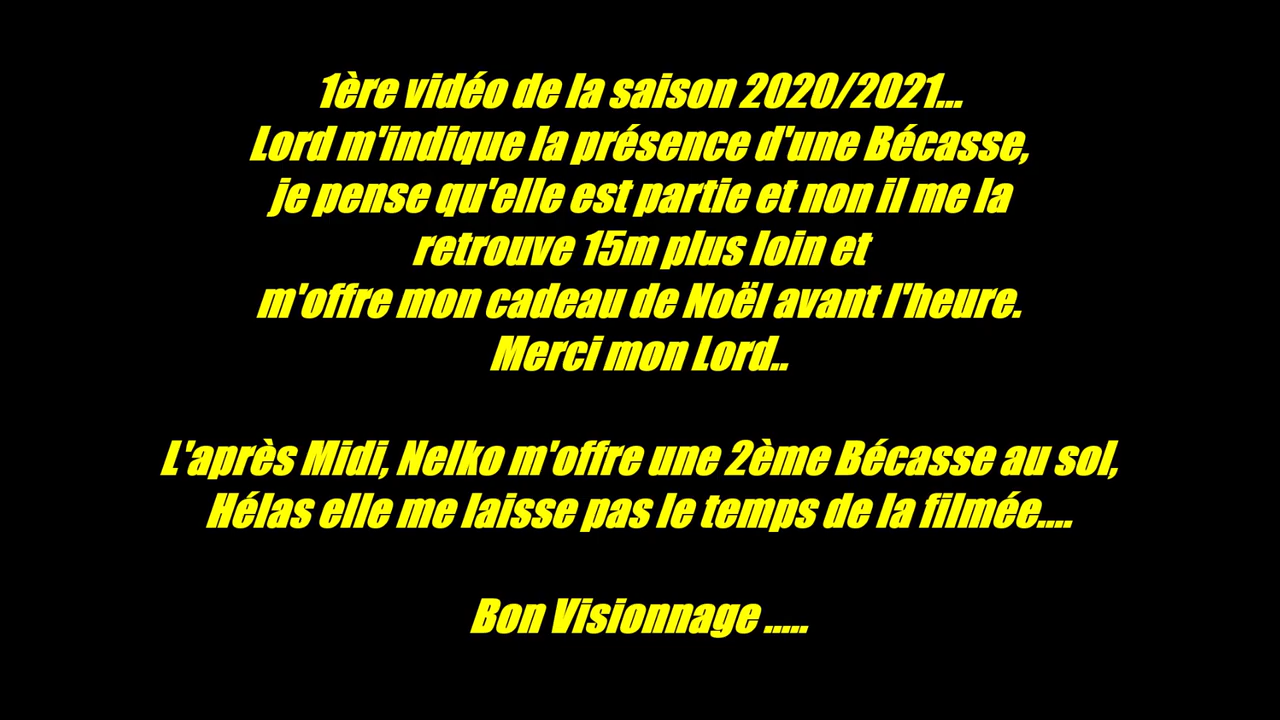 1ère vidéo de la saison 2020/2021...
Lord m'indique la présence d'une Bécasse,
je pense qu'elle est partie et non il me la
retrouve 15m plus loin et
m'offre mon cadeau de Noël avant l'heure.
Merci mon Lord..
L'après Midi, Nelko m'offre une 2ème Bécasse au sol,
Hélas elle me laisse pas le temps de la filmée....
Bon Visionnage .....